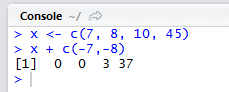 Console ~/
> x <- c(7, 8, 10, 45)
> x + c(-7,-8)
[1]  0  0  3 37
>